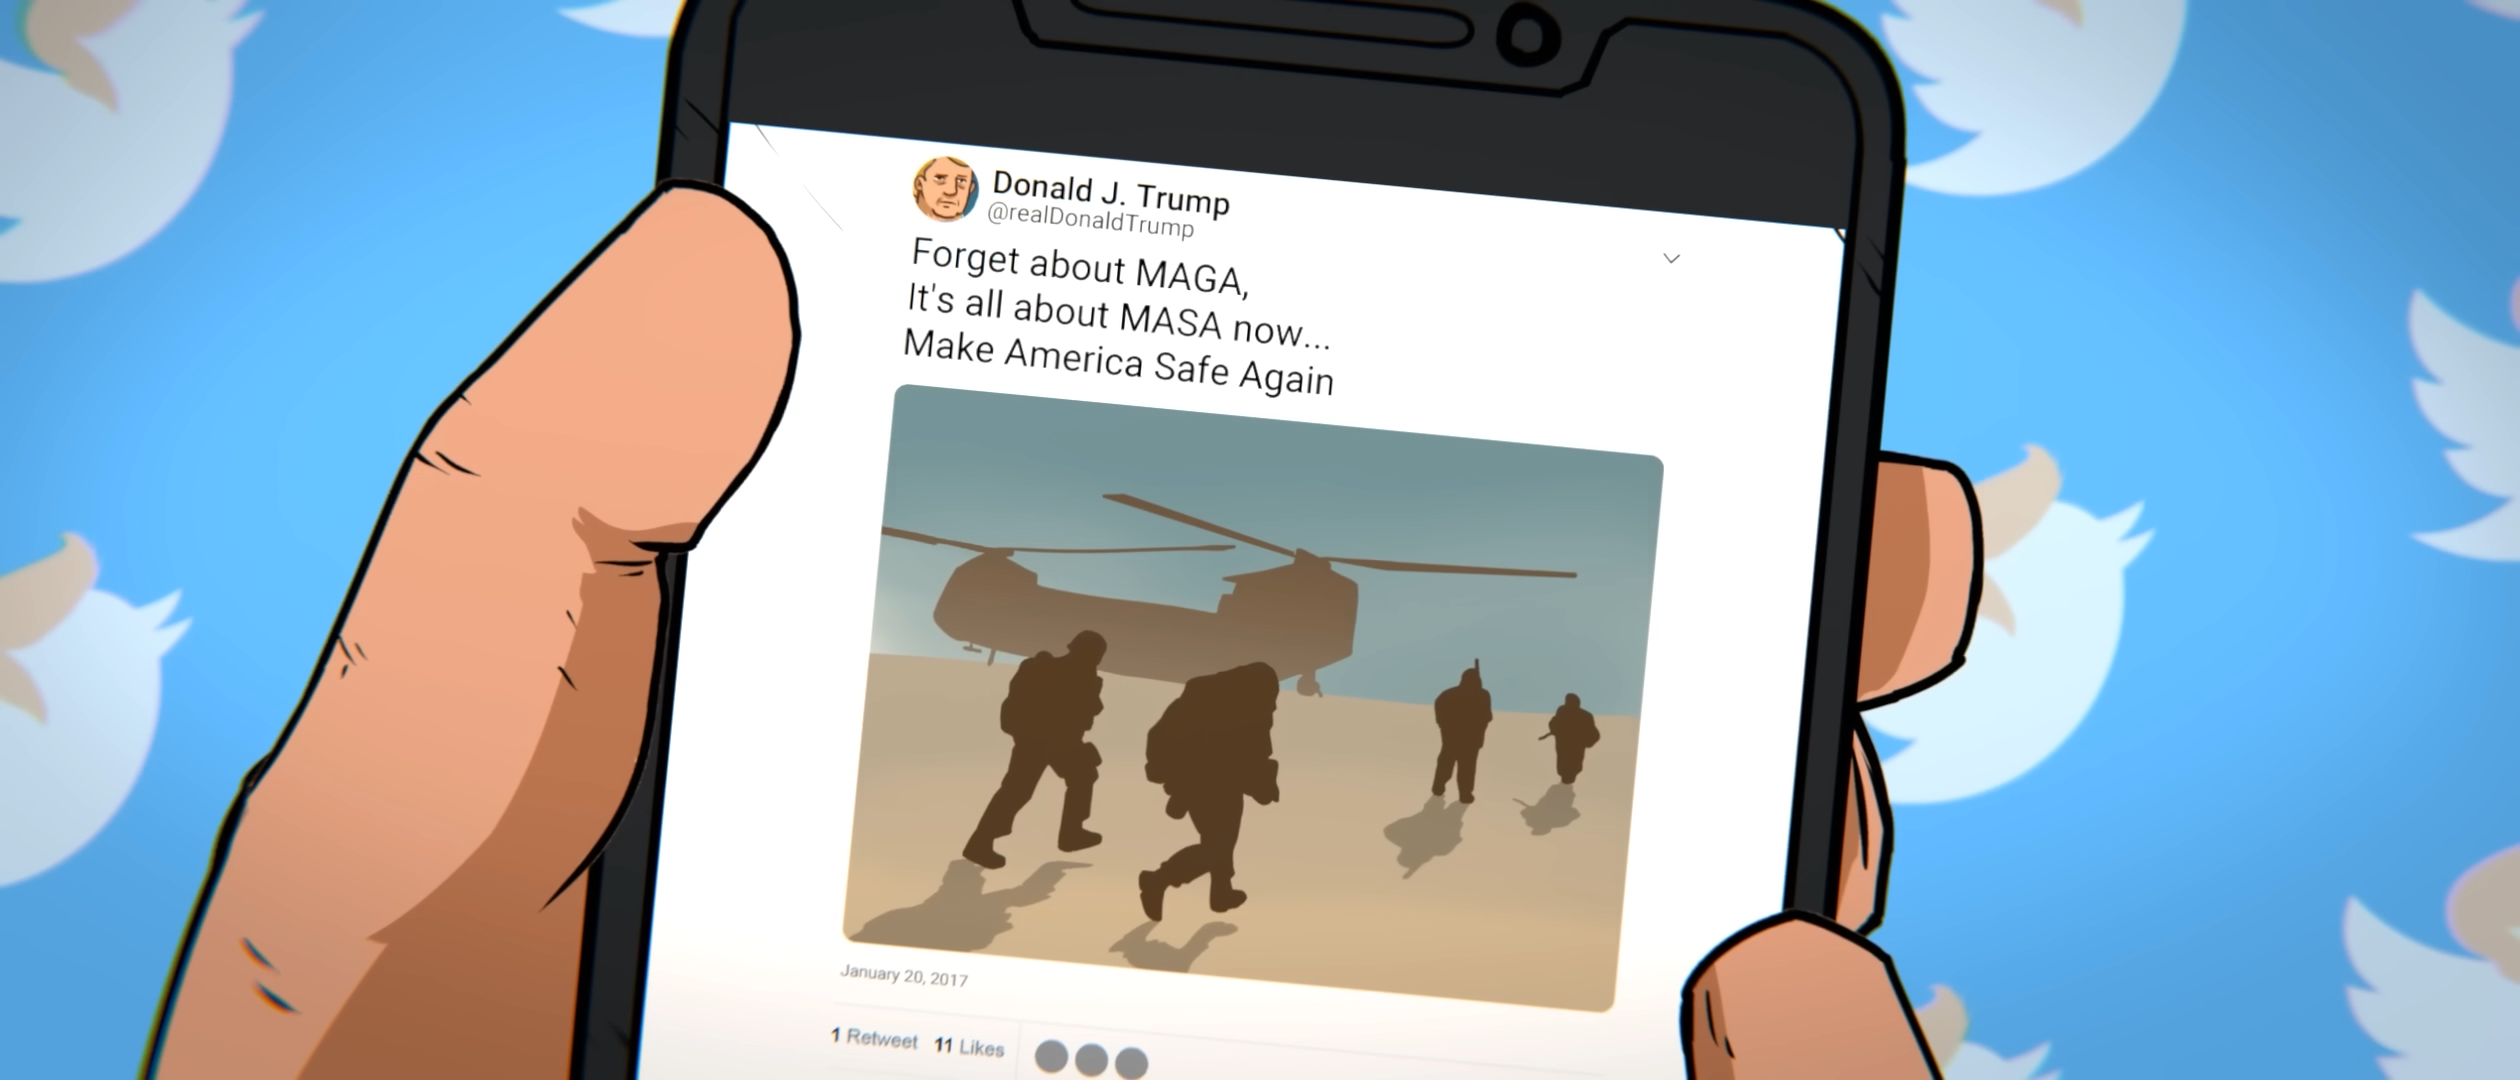 Donald J. Trump
@realDonaldTrump
Forget about MAGA,
It's all about MASA now...
Make America Safe Again
January 20, 2017
1 Retweet 11 Likes